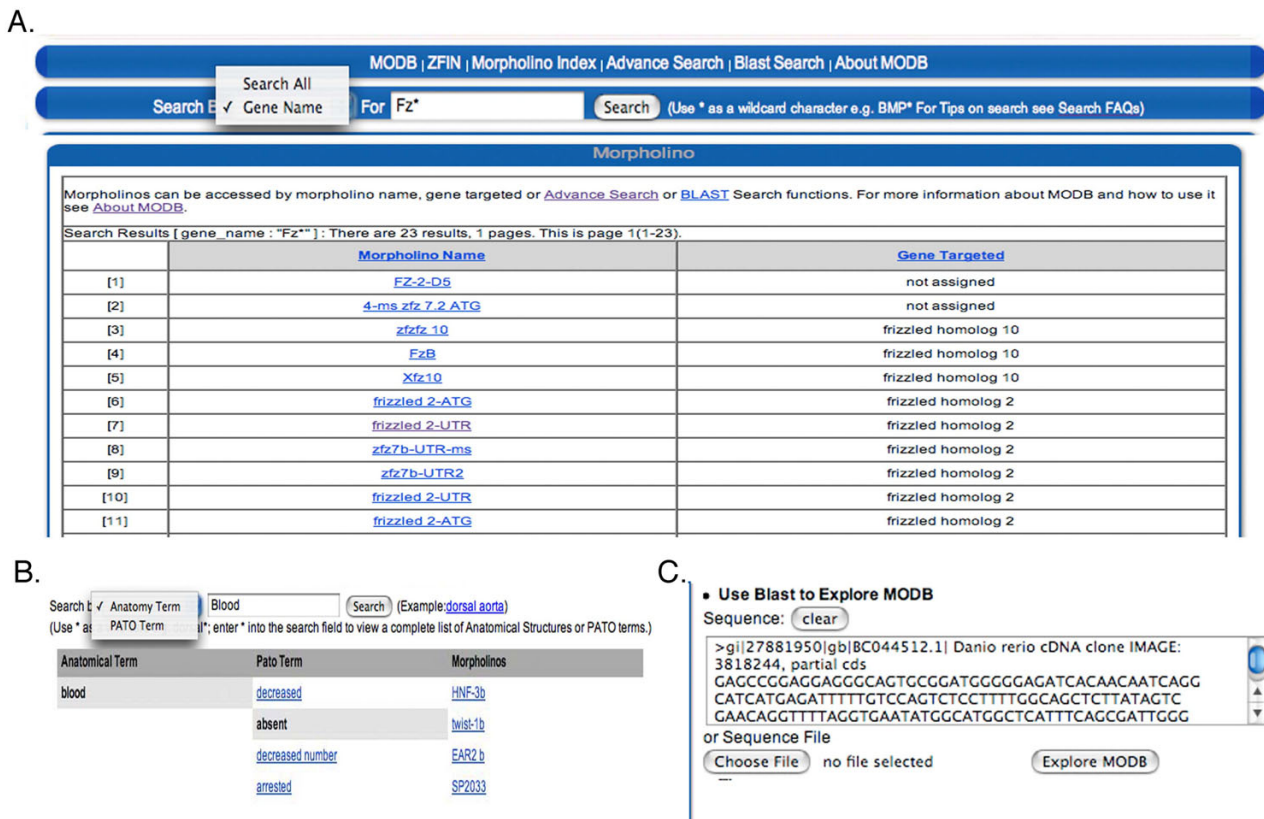 A.
MODB | ZFIN | Morpholino Index | Advance Search | Blast Search | About MODB
Search All
Search B ✓ Gene Name For Fz* Search (Use * as a wildcard character e.g. BMP* For Tips on search see Search FAQs)
Morpholino
Morpholinos can be accessed by morpholino name, gene targeted or Advance Search or BLAST Search functions. For more information about MODB and how to use it
see About MODB.
Search Results [ gene_name : "Fz*" ] : There are 23 results, 1 pages. This is page 1(1-23).
Morpholino Name Gene Targeted
[1] FZ-2-D5 not assigned
[2] 4-ms zfz 7.2 ATG not assigned
[3] zfzfz 10 frizzled homolog 10
[4] FzB frizzled homolog 10
[5] Xfz10 frizzled homolog 10
[6] frizzled 2-ATG frizzled homolog 2
[7] frizzled 2-UTR frizzled homolog 2
[8] zfz7b-UTR-ms frizzled homolog 2
[9] zfz7b-UTR2 frizzled homolog 2
[10] frizzled 2-UTR frizzled homolog 2
[11] frizzled 2-ATG frizzled homolog 2
B.
Search b ✓ Anatomy Term Blood Search (Example:dorsal aorta)
PATO Term
(Use * as a *; enter * into the search field to view a complete list of Anatomical Structures or PATO terms.)
Anatomical Term Pato Term Morpholinos
blood decreased HNF-3b
absent twist-1b
decreased number EAR2 b
arrested SP2033
C.
• Use Blast to Explore MODB
Sequence: clear
>gi|27881950|gb|BC044512.1| Danio rerio cDNA clone IMAGE:
3818244, partial cds
GAGCCGGAGGAGGGCAGTGCGGATGGGGGAGATCACAACAATCAGG
CATCATGAGATTTTTGTCCAGTCTCCTTTTGGCAGCTCTTATAGTC
GAACAGGTTTTAGGTGAATATGGCATGGCTCATTTCAGCGATTGGG
or Sequence File
Choose File no file selected Explore MODB